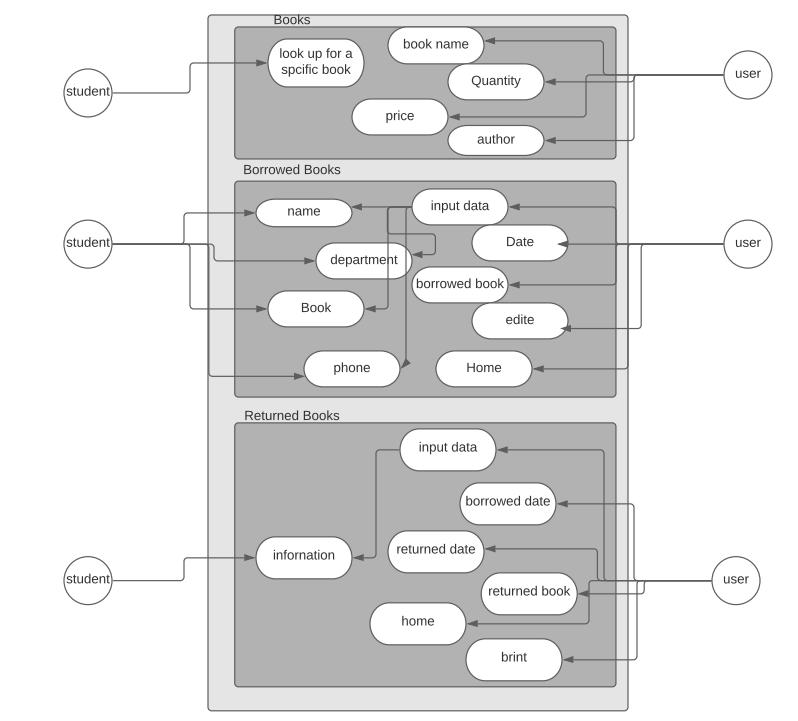 Books
student
look up for a
spcific book
book name
Quantity
price
author
user
Borrowed Books
student
name
department
Book
phone
input data
Date
borrowed book
edite
Home
user
Returned Books
student
infornation
input data
borrowed date
returned date
returned book
home
brint
user